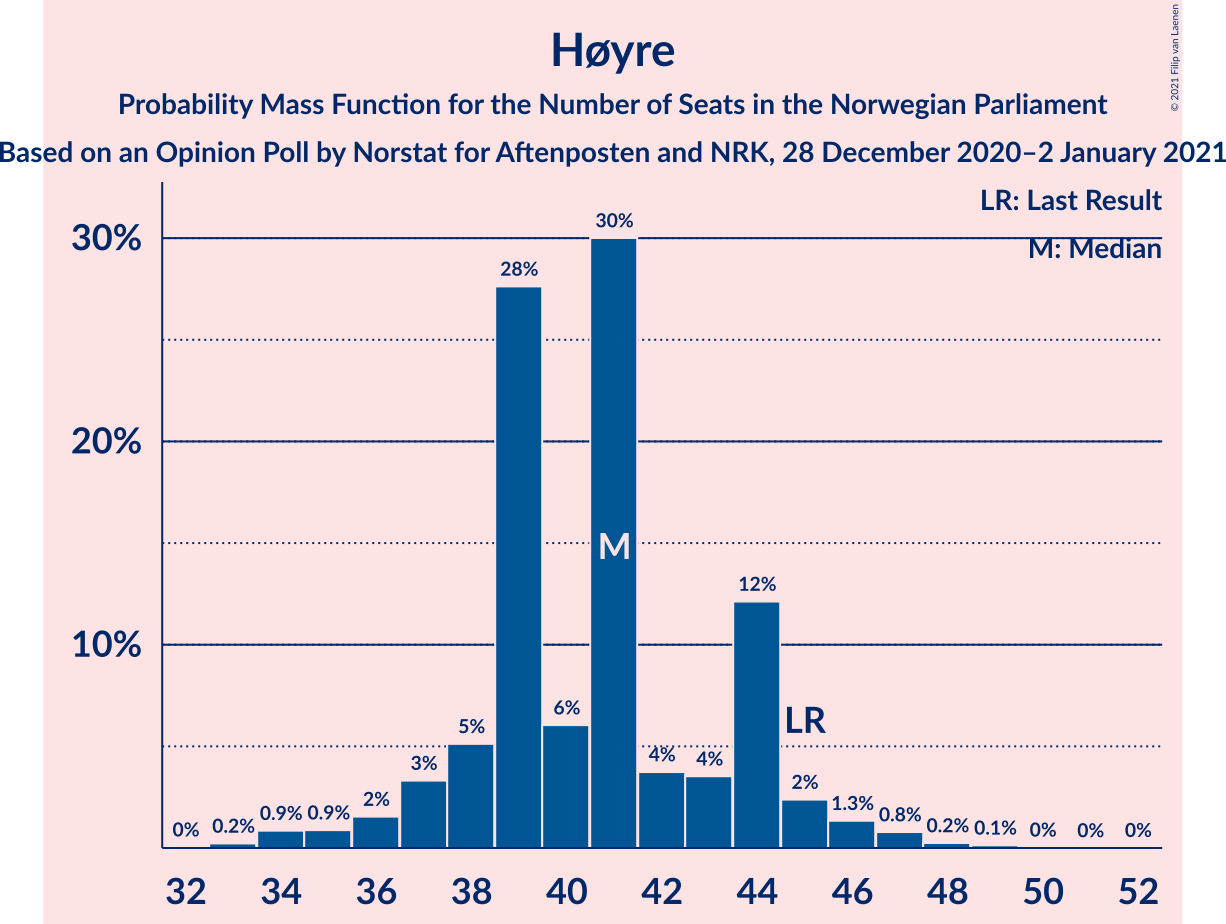 Høyre
Probability Mass Function for the Number of Seats in the Norwegian Parliament
Based on an Opinion Poll by Norstat for Aftenposten and NRK, 28 December 2020–2 January 2021
© 2021 Filip van Laenen
LR: Last Result
M: Median
30%
20%
10%
0%
0.2%
0.9%
0.9%
2%
3%
5%
28%
6%
30%
M
4%
4%
12%
LR
2%
1.3%
0.8%
0.2%
0.1%
0%
0%
0%
32 34 36 38 40 42 44 46 48 50 52